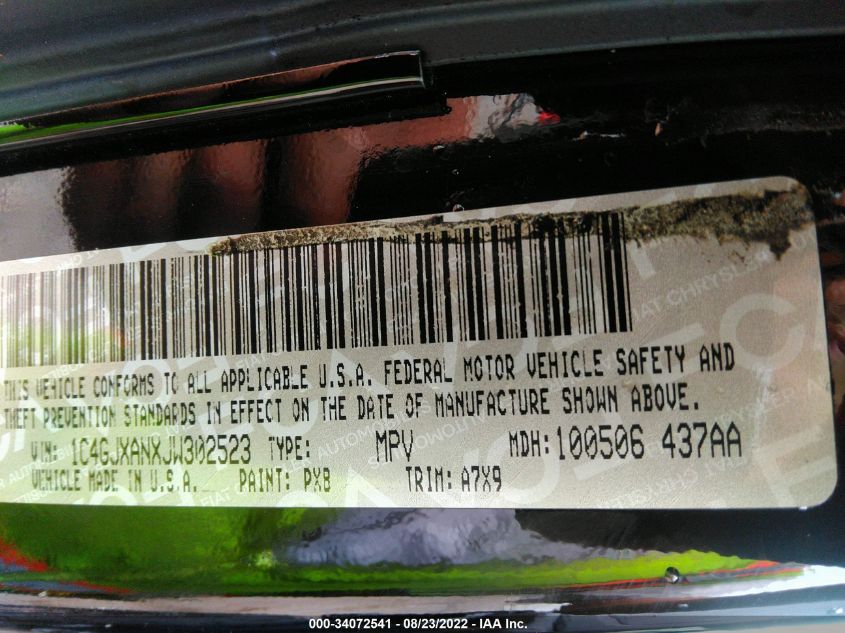 THIS VEHICLE CONFORMS TO ALL APPLICABLE U.S.A. FEDERAL MOTOR VEHICLE SAFETY AND
THEFT PREVENTION STANDARDS IN EFFECT ON THE DATE OF MANUFACTURE SHOWN ABOVE.
VIN: 1C4GJXANXJW302523 TYPE: MPV MDH: 100506 437AA
VEHICLE MADE IN U.S.A. PAINT: PX8 TRIM: A7X9
000-34072541 - 08/23/2022 - IAA Inc.